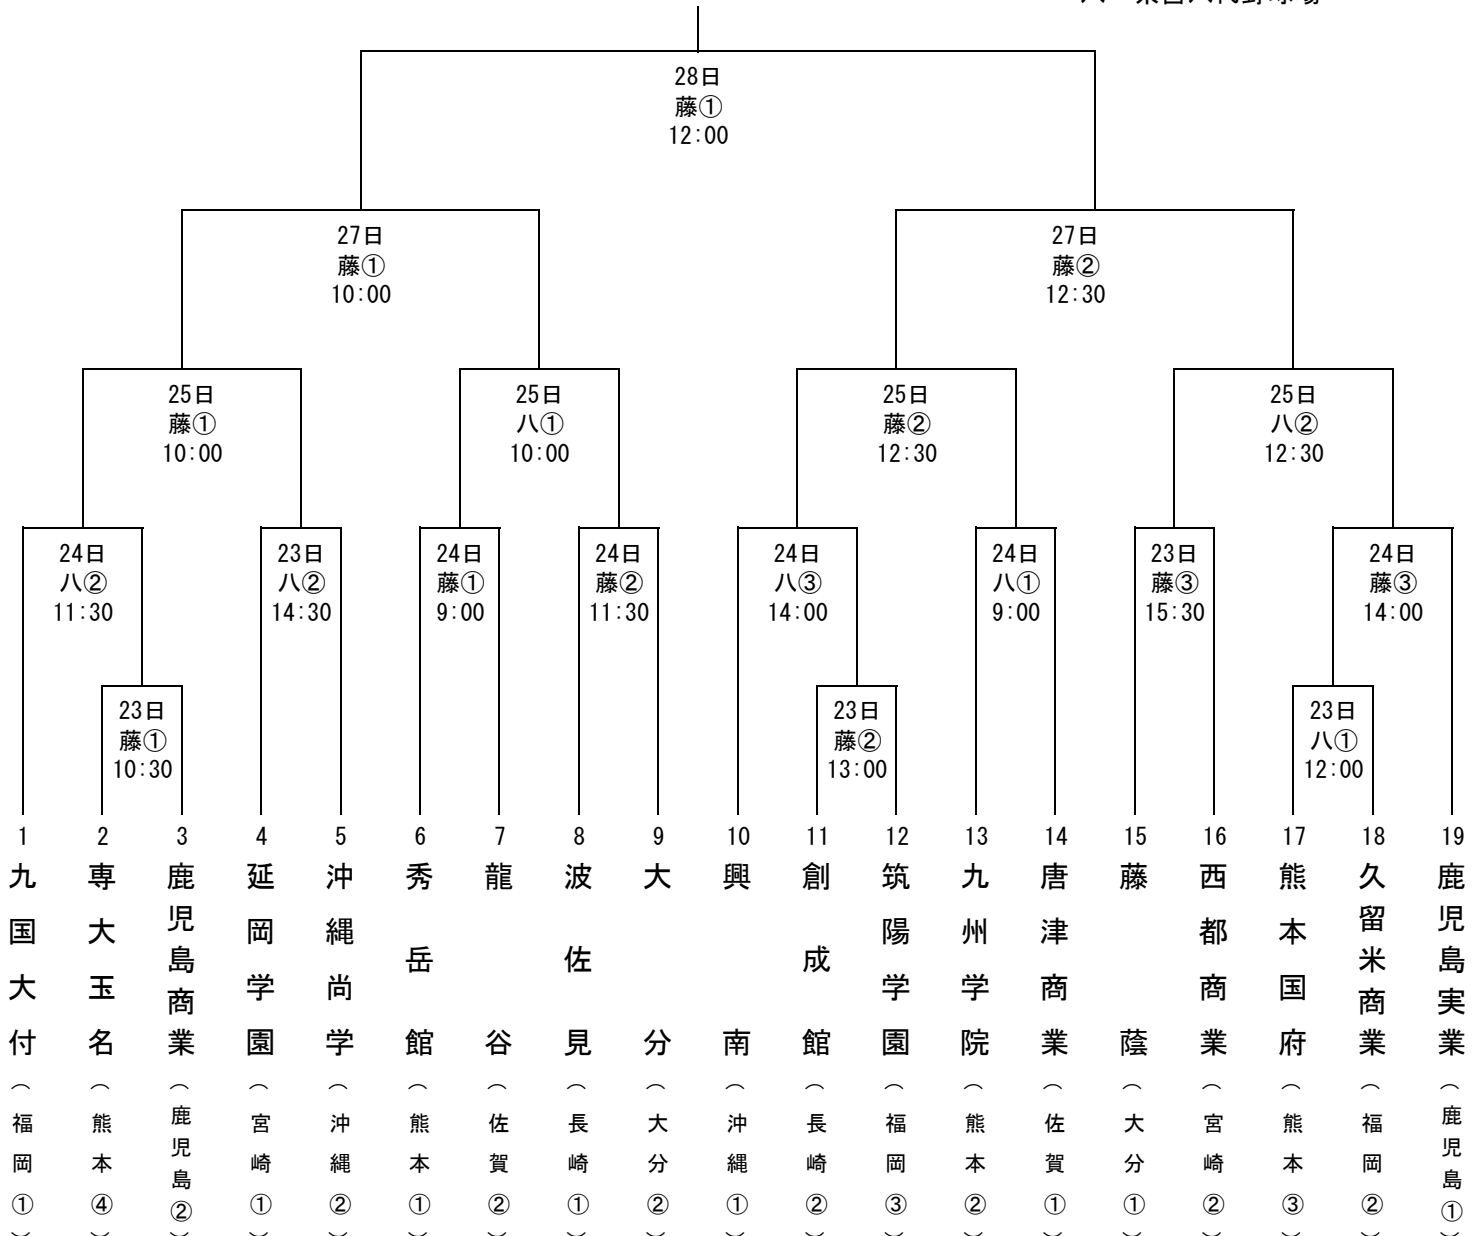 28日
藤①
12:00
27日
藤①
10:00
27日
藤②
12:30
25日
藤①
10:00
25日
八①
10:00
25日
藤②
12:30
25日
八②
12:30
24日
八②
11:30
23日
八②
14:30
24日
藤①
9:00
24日
藤②
11:30
24日
八③
14:00
24日
八①
9:00
23日
藤③
15:30
24日
藤③
14:00
23日
藤①
10:30
23日
藤②
13:00
23日
八①
12:00
1
九国大付
(福岡①)
2
専大玉名
(熊本④)
3
鹿児島商業
(鹿児島②)
4
延岡学園
(宮崎①)
5
沖縄尚学
(沖縄②)
6
秀岳館
(熊本①)
7
龍谷
(佐賀②)
8
波佐見
(長崎①)
9
大分
(大分②)
10
興南
(沖縄①)
11
創成館
(長崎②)
12
筑陽学園
(福岡③)
13
九州学院
(熊本②)
14
唐津商業
(佐賀①)
15
藤蔭
(大分①)
16
西都商業
(宮崎②)
17
熊本国府
(熊本③)
18
久留米商業
(福岡②)
19
鹿児島実業
(鹿児島①)